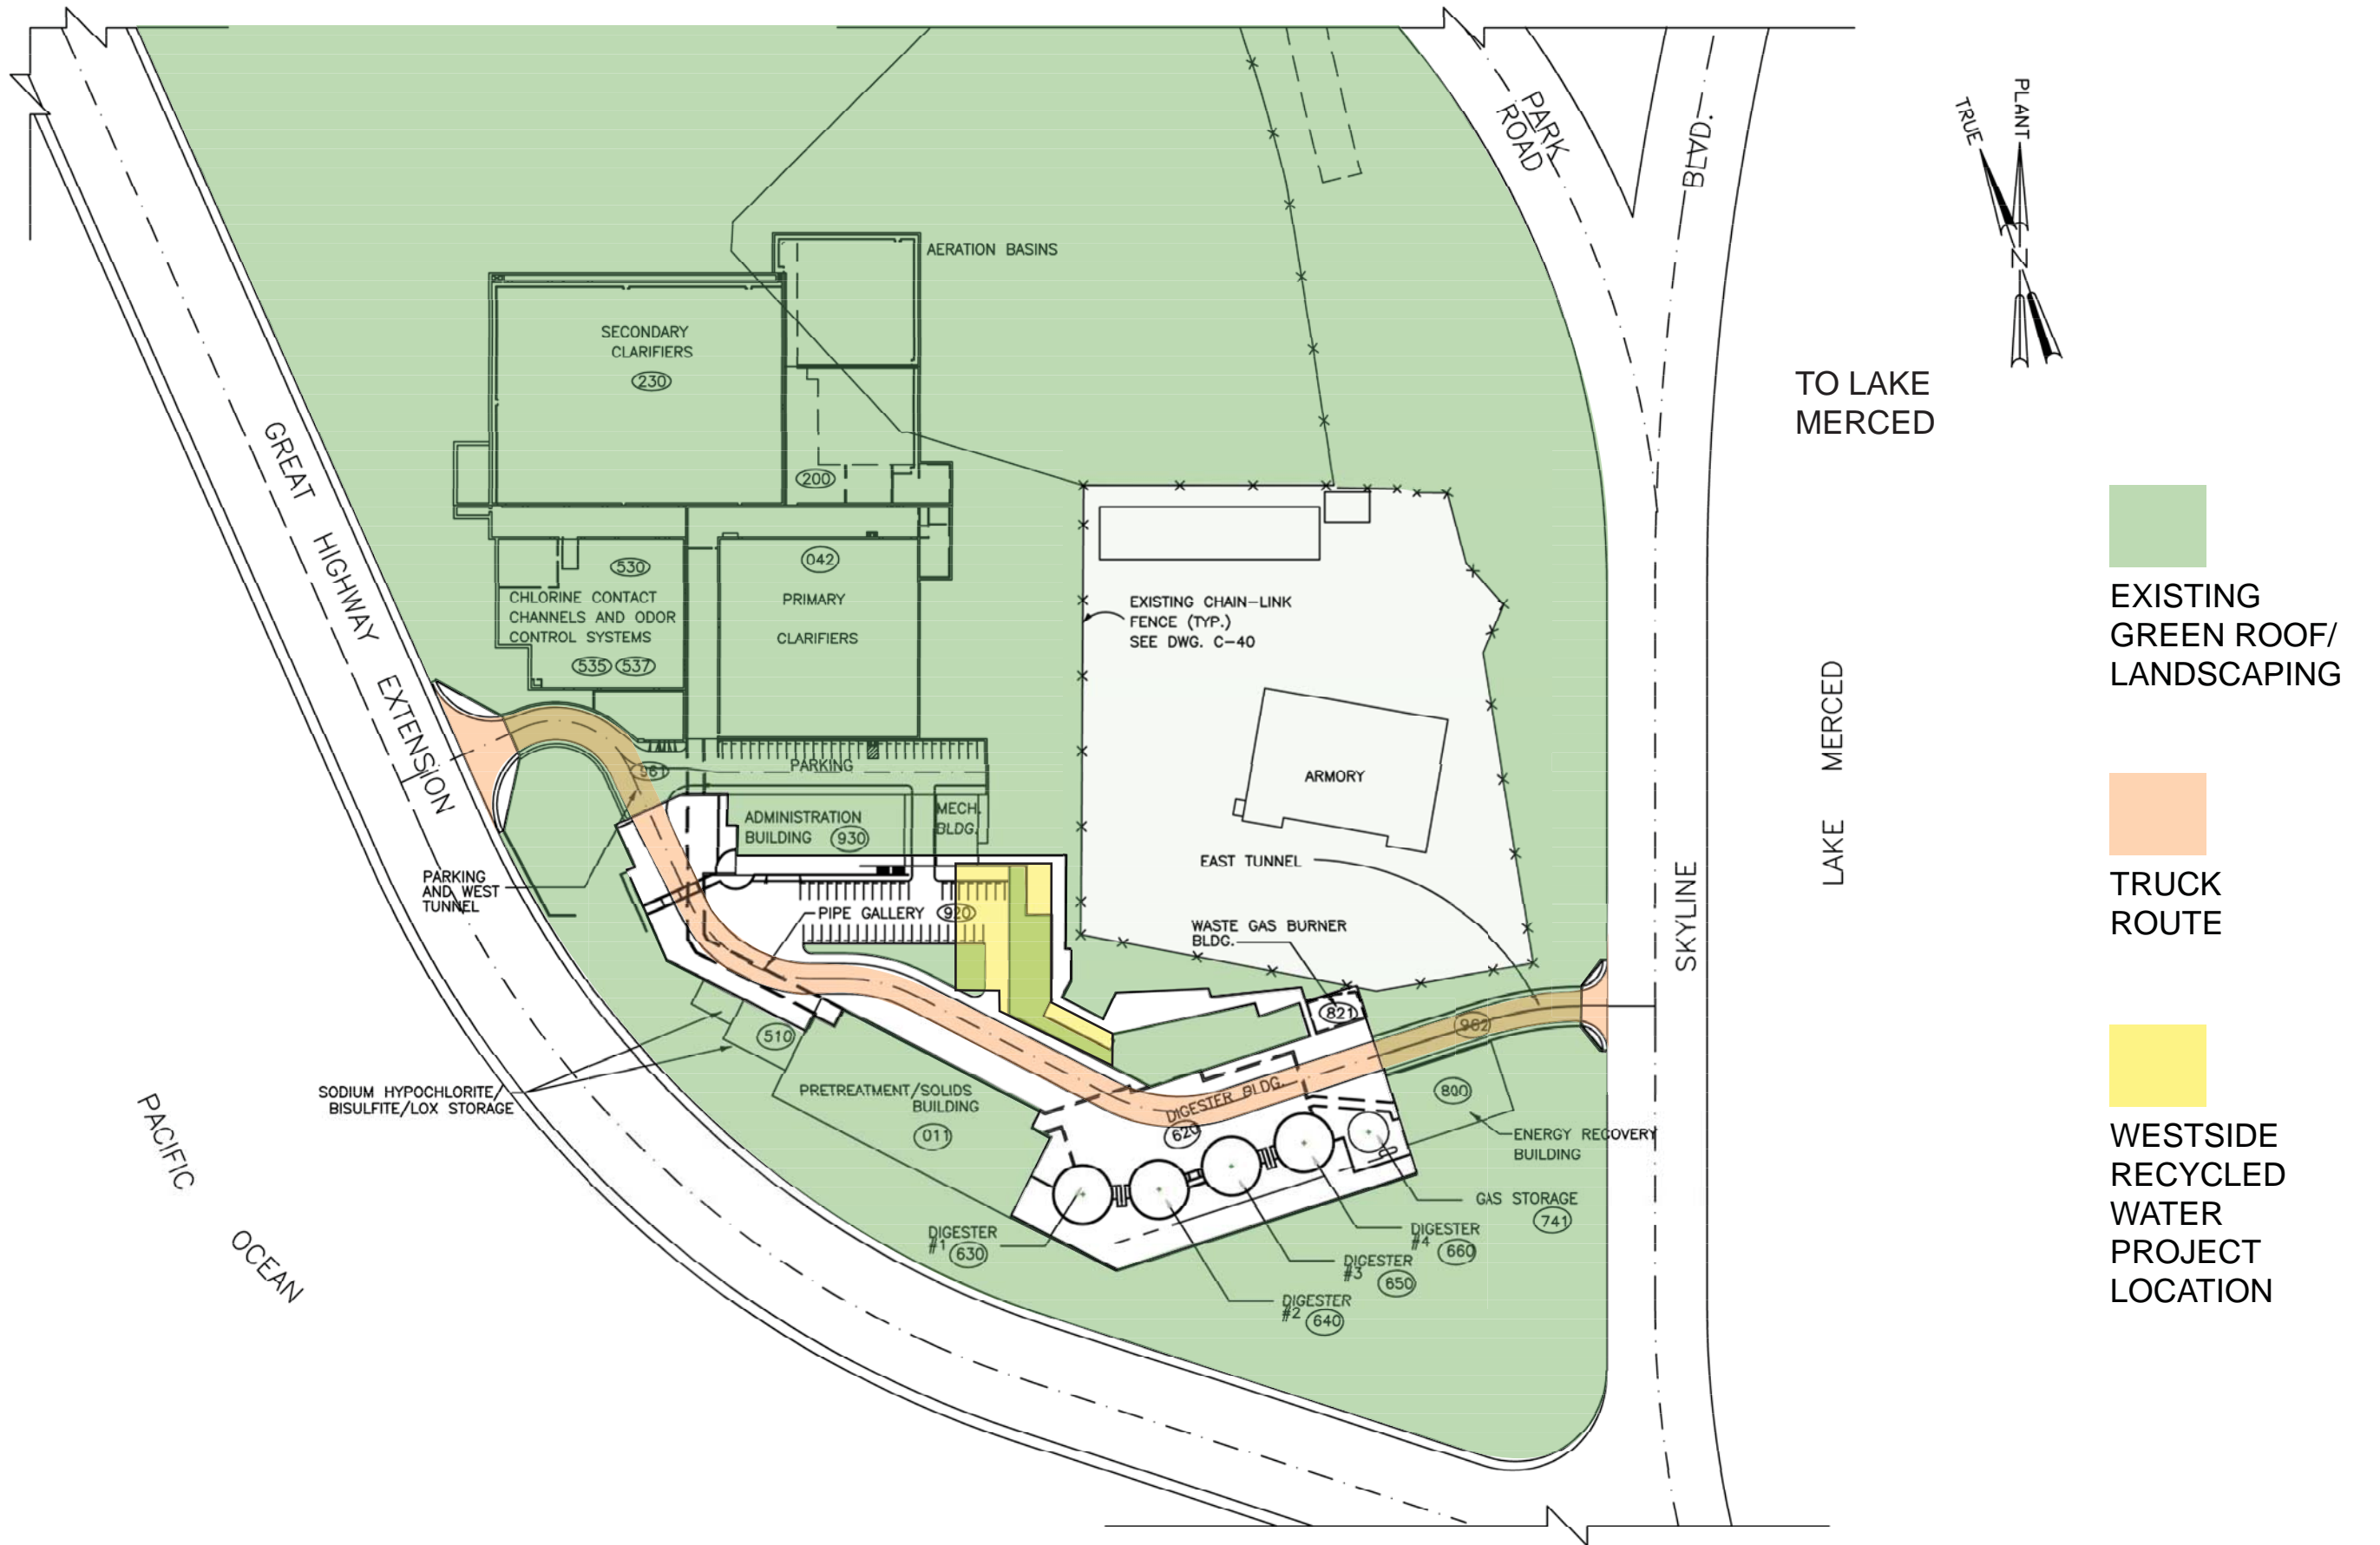 PARK
ROAD
BLVD.
TRUE
PLANT
N
AERATION BASINS
SECONDARY
CLARIFIERS
230
200
TO LAKE
MERCED
GREAT HIGHWAY EXTENSION
530
CHLORINE CONTACT
CHANNELS AND ODOR
CONTROL SYSTEMS
535 537
042
PRIMARY
CLARIFIERS
EXISTING CHAIN-LINK
FENCE (TYP.)
SEE DWG. C-40
EXISTING
GREEN ROOF/
LANDSCAPING
LAKE MERCED
ARMORY
961
PARKING
ADMINISTRATION
BUILDING 930
MECH.
BLDG.
EAST TUNNEL
PARKING
AND WEST
TUNNEL
PIPE GALLERY 920
WASTE GAS BURNER
BLDG.
SKYLINE
TRUCK
ROUTE
821
962
510
SODIUM HYPOCHLORITE/
BISULFITE/LOX STORAGE
PRETREATMENT/SOLIDS
BUILDING
011
DIGESTER BLDG.
620
800
ENERGY RECOVERY
BUILDING
WESTSIDE
RECYCLED
WATER
PROJECT
LOCATION
PACIFIC OCEAN
GAS STORAGE
741
DIGESTER
#1 630
DIGESTER
#4 660
DIGESTER
#3 650
DIGESTER
#2 640